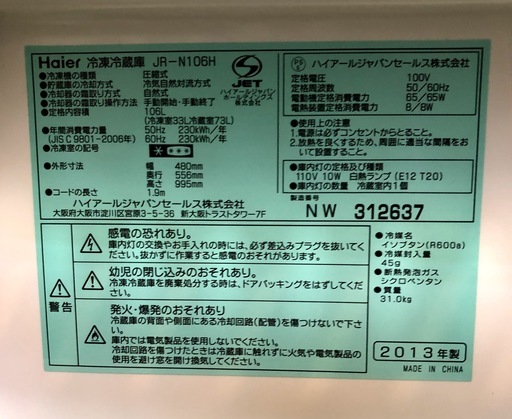 Haier 冷凍冷蔵庫 JR-N106H
●冷凍機の種類 圧縮式
●貯蔵室の冷却方式 冷気自然対流方式
●冷却器の霜取り方式 自然式
●冷却器の霜取り操作方法 手動開始・手動終了
●定格内容積 106L
(冷凍室33L冷蔵室73L)
●年間消費電力量 50Hz 230kWh/年
(JIS C 9801-2006年) 60Hz 230kWh/年
●冷凍室の記号
●外形寸法 幅 480mm
奥行 556mm
高さ 995mm
●コードの長さ 1.9m
ハイアールジャパンセールス株式会社
大阪府大阪市淀川区宮原3-5-36 新大阪トラストタワー7F
S
JET
ハイアールジャパン
ホールディングス
株式会社
PS
E
ハイアールジャパンセールス株式会社
定格電圧 100V
定格周波数 50/60Hz
電動機定格消費電力 65/65W
電熱装置定格消費電力 8/8W
●使用上の注意
1.電源は必ずコンセントからとること。
2.放熱を良くするため、周囲に適当な間隔をおいて設置すること。
●庫内灯の定格及び種類
110V 10W 白熱ランプ(E12 T20)
●庫内灯の数量 冷蔵室内1個
製造番号
NW 312637
警告
感電の恐れあり
庫内灯の交換やお手入れの時には、必ず差込みプラグを抜いてください。抜かずに作業すると感電の恐れがあります。
幼児の閉じ込めのおそれあり
冷凍冷蔵庫を廃棄処分する時は、ドアパッキングをはずしてください。
発火・爆発のおそれあり
冷蔵庫の背面や側面にある冷却回路(配管)を傷つけないで下さい。
庫内では電気製品を使用しないでください。
冷却回路を傷つけたときは冷蔵庫に触れずに火気や電気製品の使用を避け窓を開け換気して下さい。
●冷媒名
イソブタン(R600a)
●冷媒封入量
45g
●断熱発泡ガス
シクロペンタン
●質量
31.0kg
2013年製
MADE IN CHINA